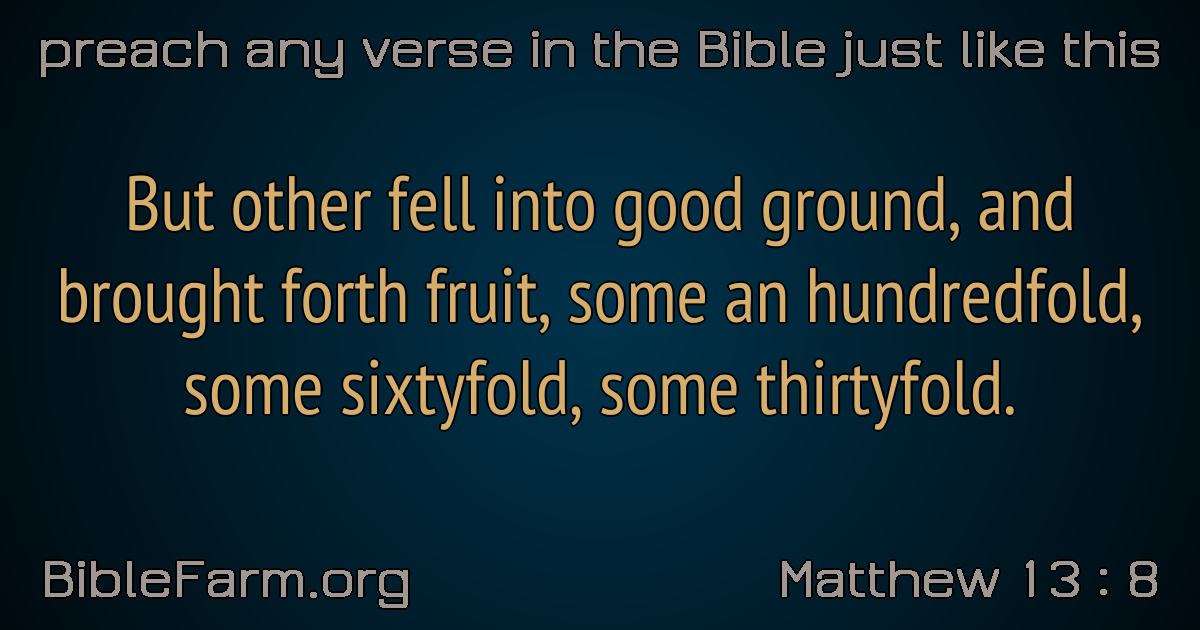 preach any verse in the Bible just like this
But other fell into good ground, and
brought forth fruit, some an hundredfold,
some sixtyfold, some thirtyfold.
BibleFarm.org
Matthew 13 : 8